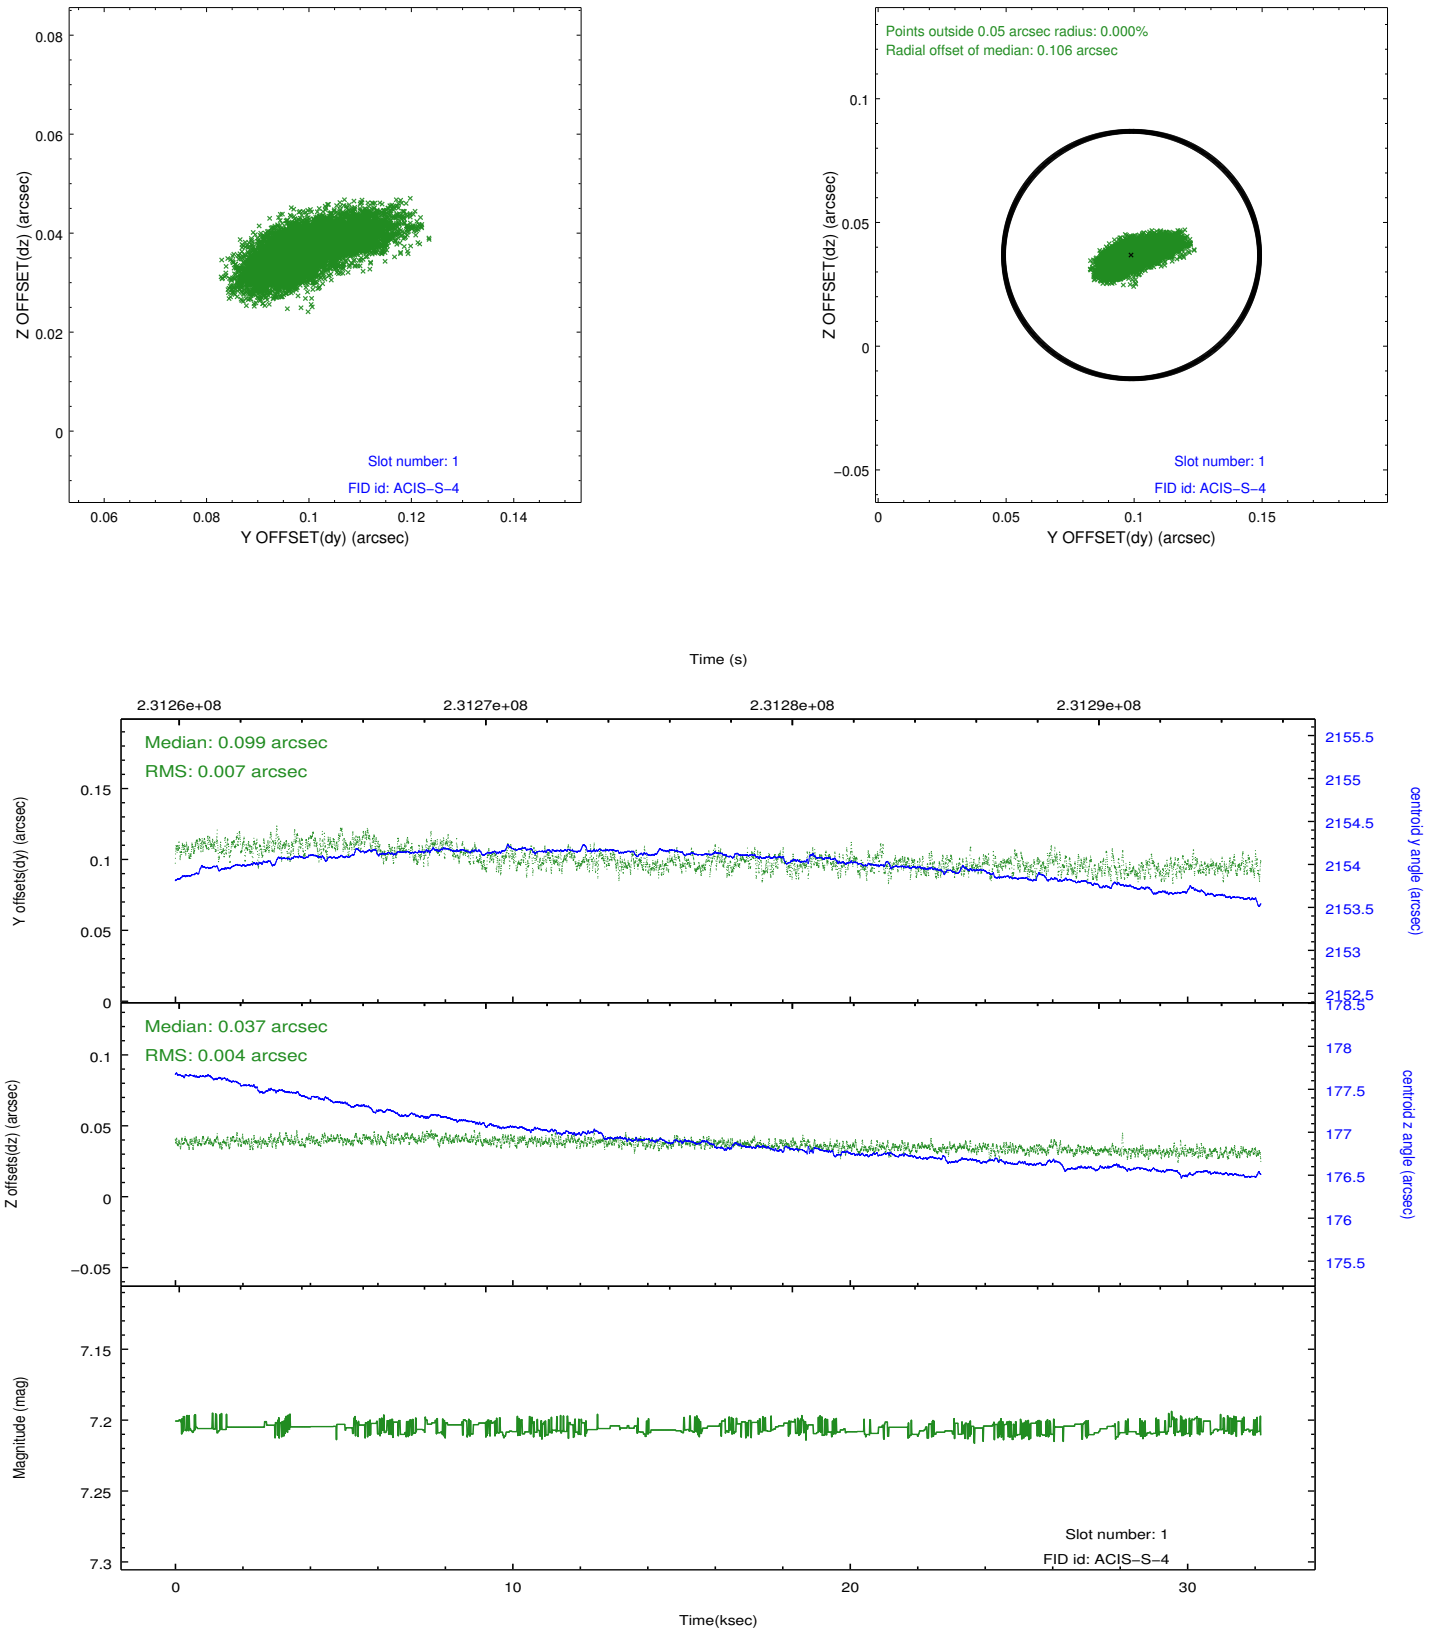 0.08
0.06
0.04
0.02
0
Z OFFSET(dz) (arcsec)
Slot number: 1
FID id: ACIS−S−4
0.06 0.08 0.1 0.12 0.14
Y OFFSET(dy) (arcsec)
Points outside 0.05 arcsec radius: 0.000%
Radial offset of median: 0.106 arcsec
0.1
0.05
0
−0.05
Z OFFSET(dz) (arcsec)
Slot number: 1
FID id: ACIS−S−4
0 0.05 0.1 0.15
Y OFFSET(dy) (arcsec)
Time (s)
2.3126e+08 2.3127e+08 2.3128e+08 2.3129e+08
Median: 0.099 arcsec
RMS: 0.007 arcsec
0.15
0.1
0.05
0
Y offsets(dy) (arcsec)
2155.5
2155
2154.5
2154
2153.5
2153
2152.5
centroid y angle (arcsec)
Median: 0.037 arcsec
RMS: 0.004 arcsec
0.1
0.05
0
−0.05
Z offsets(dz) (arcsec)
178.5
178
177.5
177
176.5
176
175.5
centroid z angle (arcsec)
7.15
7.2
7.25
7.3
Magnitude (mag)
Slot number: 1
FID id: ACIS−S−4
0 10 20 30
Time(ksec)